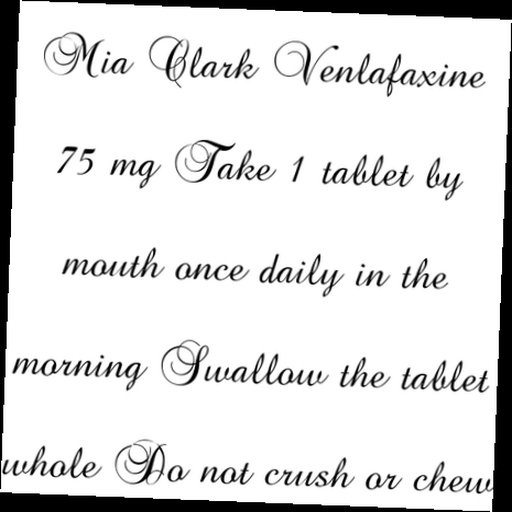 Mia Clark Venlafaxine
75 mg Take 1 tablet by
mouth once daily in the
morning Swallow the tablet
whole Do not crush or chew